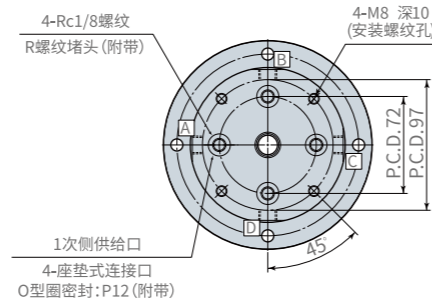 4-Rc1/8螺纹
R螺纹堵头(附带)
4-M8 深10
(安装螺纹孔)
B
A
C
D
P.C.D.72
P.C.D.97
45°
1次侧供给口
4-座垫式连接口
O型圈密封:P12(附带)